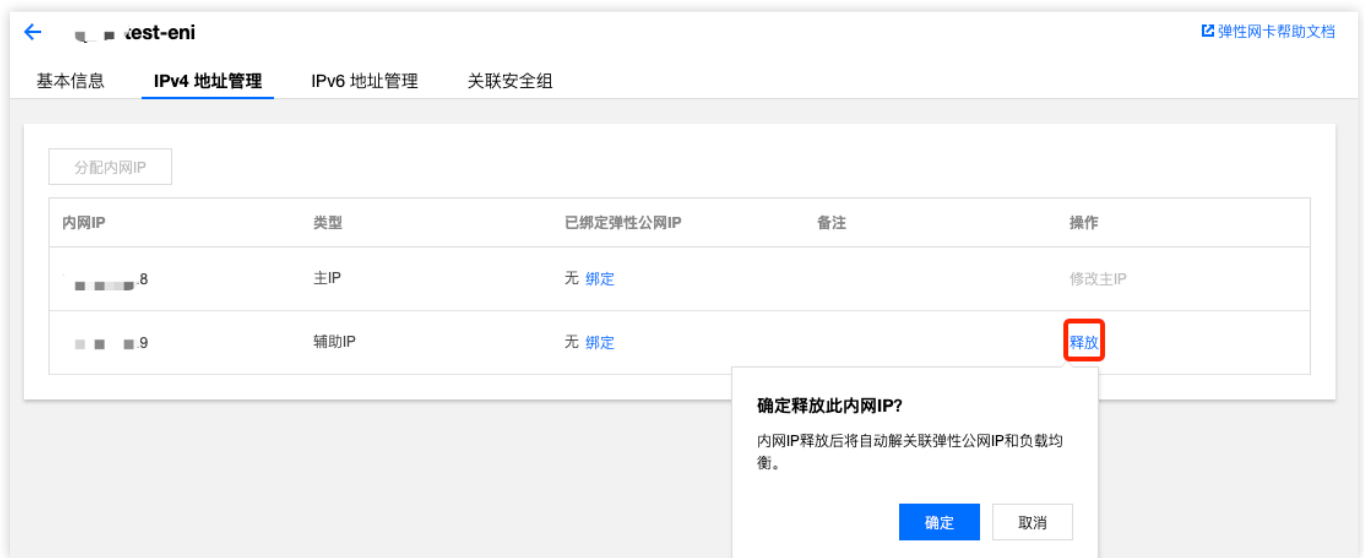 test-eni
弹性网卡帮助文档
基本信息 IPv4 地址管理 IPv6 地址管理 关联安全组
分配内网IP
内网IP 类型 已绑定弹性公网IP 备注 操作
.8 主IP 无 绑定 修改主IP
.9 辅助IP 无 绑定 释放
确定释放此内网IP?
内网IP释放后将自动解关联弹性公网IP和负载均
衡。
确定 取消